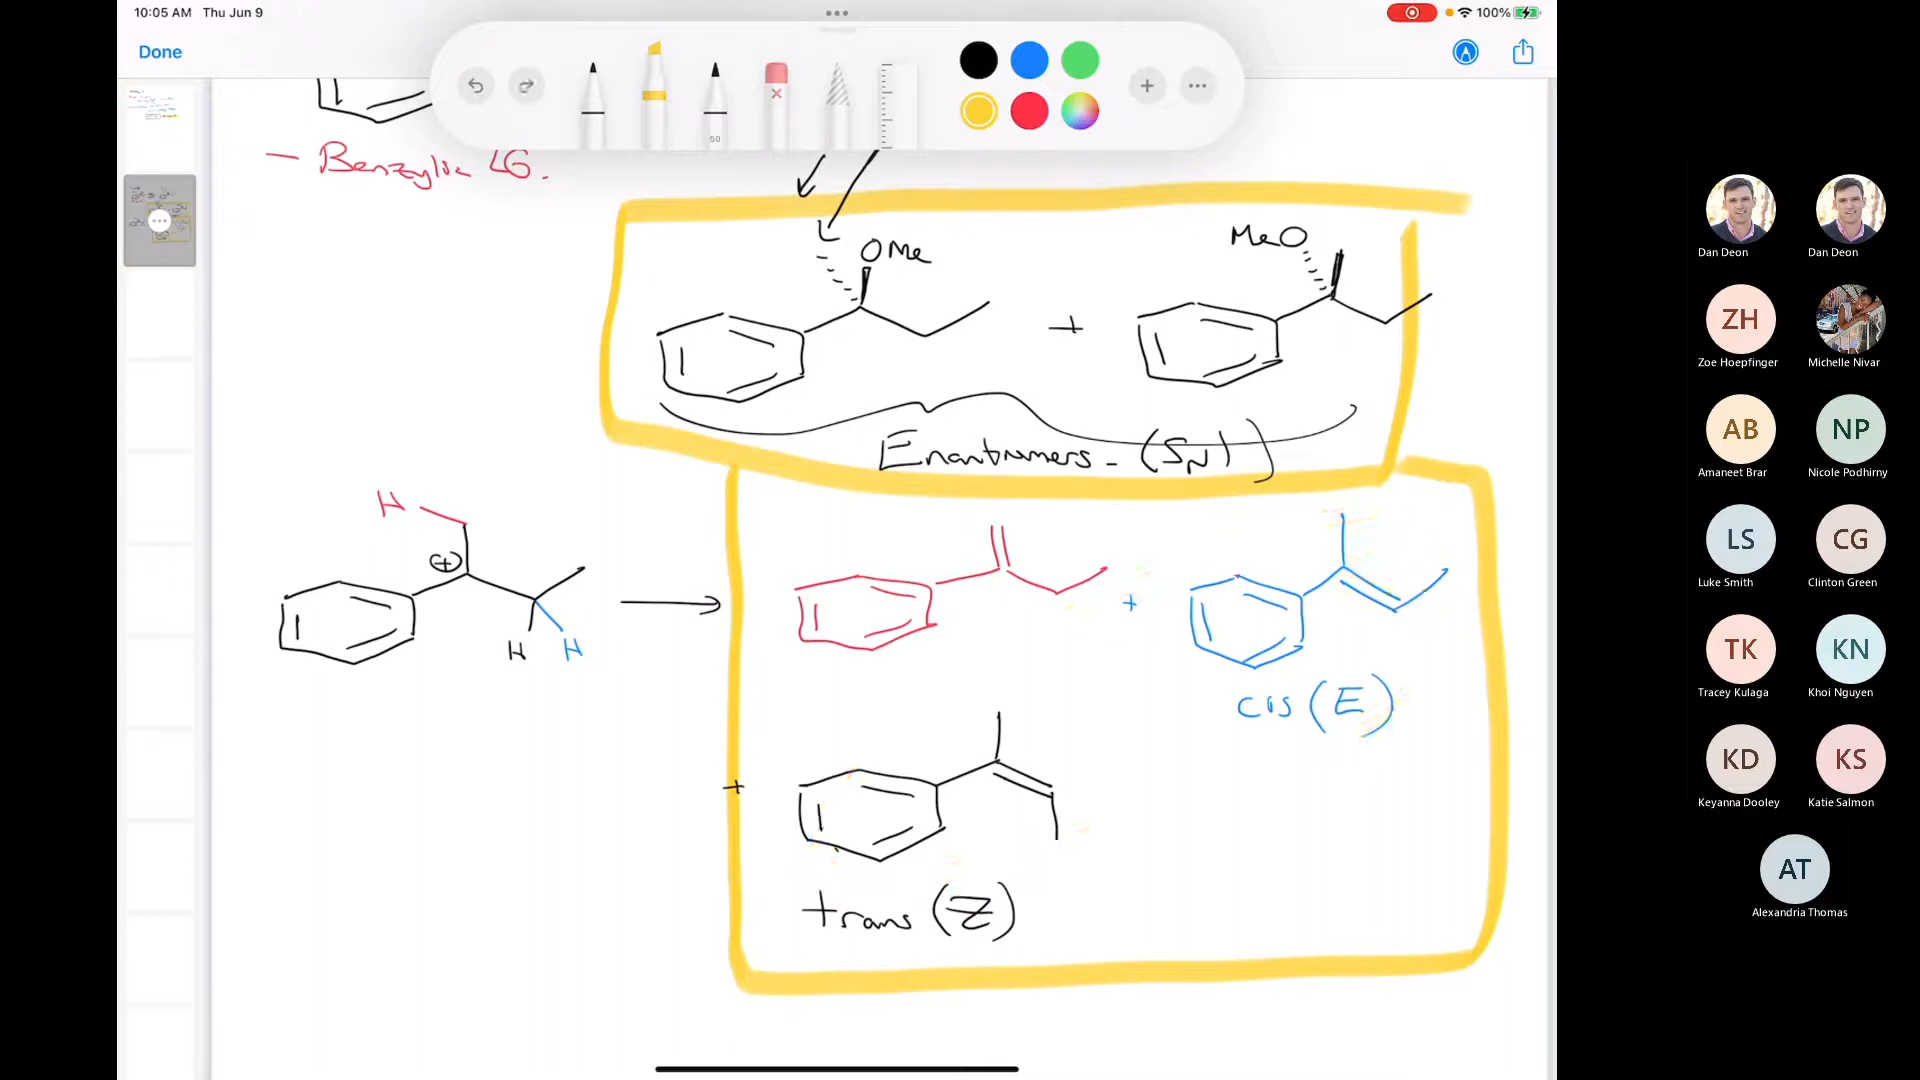 10:05 AM Thu Jun 9
100%
Done
50
– Benzylic LG.
OMe
MeO
+
Enantiomers - (SN1)
H
+
H H
+
cis (E)
+
trans (Z)
Dan Deon
Dan Deon
ZH
Zoe Hoepfinger
Michelle Nivar
AB
NP
Amaneet Brar
Nicole Podhirny
LS
CG
Luke Smith
Clinton Green
TK
KN
Tracey Kulaga
Khoi Nguyen
KD
KS
Keyanna Dooley
Katie Salmon
AT
Alexandria Thomas